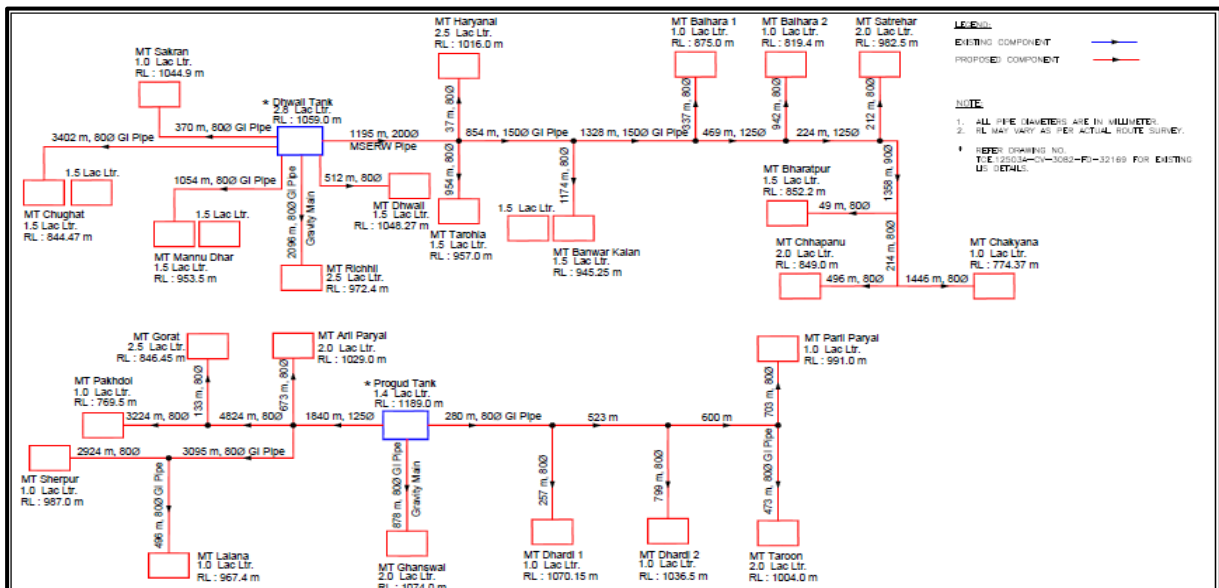 MT Sakran
1.0 Lac Ltr.
RL : 1044.9 m
* Dhwali Tank
2.8 Lac Ltr.
RL : 1059.0 m
370 m, 80Ø GI Pipe
3402 m, 80Ø GI Pipe
1.5 Lac Ltr.
MT Chughat
1.5 Lac Ltr.
RL : 844.47 m
1054 m, 80Ø GI Pipe
1.5 Lac Ltr.
MT Mannu Dhar
1.5 Lac Ltr.
RL : 953.5 m
2096 m, 80Ø GI Pipe
Gravity Main
MT Richhil
2.5 Lac Ltr.
RL : 972.4 m
512 m, 80Ø
MT Dhwali
1.5 Lac Ltr.
RL : 1048.27 m
1195 m, 200Ø
MSERW Pipe
MT Haryanal
2.5 Lac Ltr.
RL : 1016.0 m
37 m, 80Ø
954 m, 80Ø
MT Tarohla
1.5 Lac Ltr.
RL : 957.0 m
854 m, 150Ø GI Pipe
1174 m, 80Ø
1.5 Lac Ltr.
MT Banwar Kalan
1.5 Lac Ltr.
RL : 945.25 m
1328 m, 150Ø GI Pipe
MT Balhara 1
1.0 Lac Ltr.
RL : 875.0 m
337 m, 80Ø
469 m, 125Ø
MT Balhara 2
1.0 Lac Ltr.
RL : 819.4 m
942 m, 80Ø
224 m, 125Ø
MT Satrehar
2.0 Lac Ltr.
RL : 982.5 m
212 m, 80Ø
1358 m, 90Ø
MT Bharatpur
1.5 Lac Ltr.
RL : 852.2 m
49 m, 80Ø
214 m, 80Ø
MT Chhapanu
2.0 Lac Ltr.
RL : 849.0 m
496 m, 80Ø
1446 m, 80Ø
MT Chakyana
1.0 Lac Ltr.
RL : 774.37 m
LEGEND:
EXISTING COMPONENT
PROPOSED COMPONENT
NOTE:
1. ALL PIPE DIAMETERS ARE IN MILLIMETER.
2. RL MAY VARY AS PER ACTUAL ROUTE SURVEY.
* REFER DRAWING NO.
TCE.12503A-CV-3082-FD-32169 FOR EXISTING
LIS DETAILS.
MT Gorat
2.5 Lac Ltr.
RL : 846.45 m
133 m, 80Ø
MT Arli Paryal
2.0 Lac Ltr.
RL : 1029.0 m
673 m, 80Ø
MT Pakhdol
1.0 Lac Ltr.
RL : 769.5 m
3224 m, 80Ø
4824 m, 80Ø
1840 m, 125Ø
* Progud Tank
1.4 Lac Ltr.
RL : 1189.0 m
2924 m, 80Ø
3095 m, 80Ø GI Pipe
MT Sherpur
1.0 Lac Ltr.
RL : 987.0 m
496 m, 80Ø GI Pipe
MT Lalana
1.0 Lac Ltr.
RL : 967.4 m
878 m, 80Ø GI Pipe
Gravity Main
MT Ghanswal
2.0 Lac Ltr.
RL : 1074.0 m
280 m, 80Ø GI Pipe
523 m
600 m
257 m, 80Ø
MT Dhardi 1
1.0 Lac Ltr.
RL : 1070.15 m
799 m, 80Ø
MT Dhardi 2
1.0 Lac Ltr.
RL : 1036.5 m
MT Parli Paryal
1.0 Lac Ltr.
RL : 991.0 m
703 m, 80Ø
473 m, 80Ø GI Pipe
MT Taroon
2.0 Lac Ltr.
RL : 1004.0 m